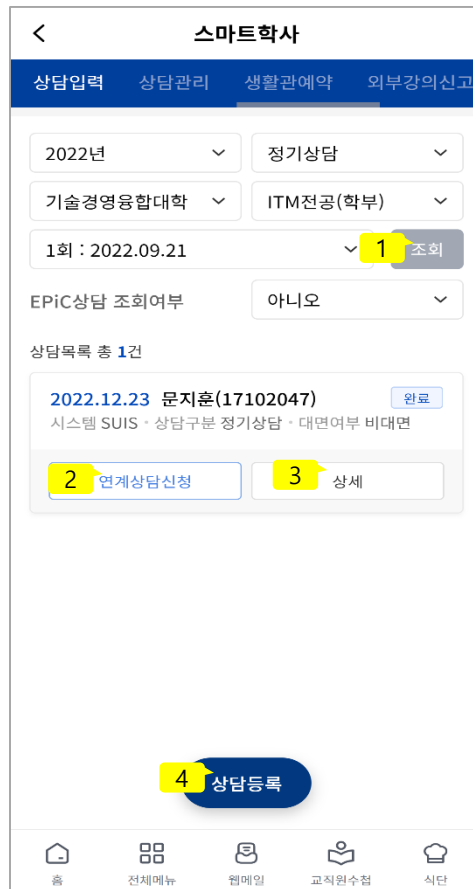 스마트학사
상담입력 상담관리 생활관예약 외부강의신고
2022년 정기상담
기술경영융합대학 ITM전공(학부)
1회 : 2022.09.21 1 조회
EPiC상담 조회여부 아니오
상담목록 총 1건
2022.12.23 문지훈(17102047) 완료
시스템 SUIS · 상담구분 정기상담 · 대면여부 비대면
2 연계상담신청 3 상세
4 상담등록
홈 전체메뉴 웹메일 교직원수첩 식단